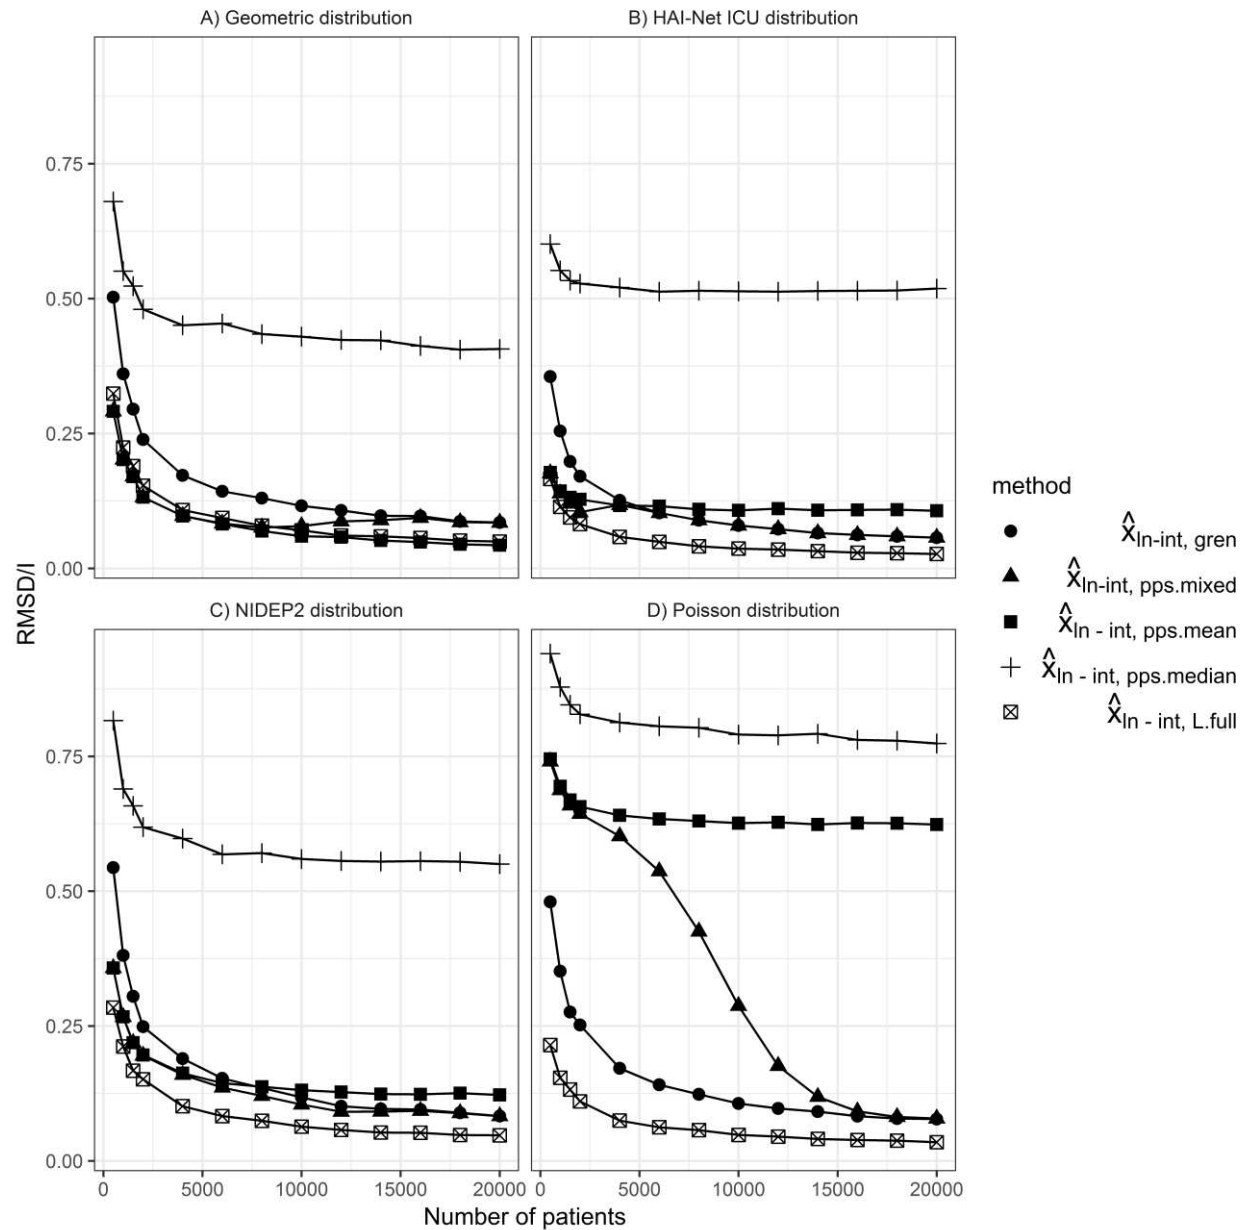 A) Geometric distribution
B) HAI-Net ICU distribution
0.75
0.50
0.25
0.00
C) NIDEP2 distribution
D) Poisson distribution
0.75
0.50
0.25
0.00
0 5000 10000 15000 20000
0 5000 10000 15000 20000
Number of patients
RMSD/I
method
x̂ln-int, gren
x̂ln-int, pps.mixed
x̂ln - int, pps.mean
x̂ln - int, pps.median
x̂ln - int, L.full